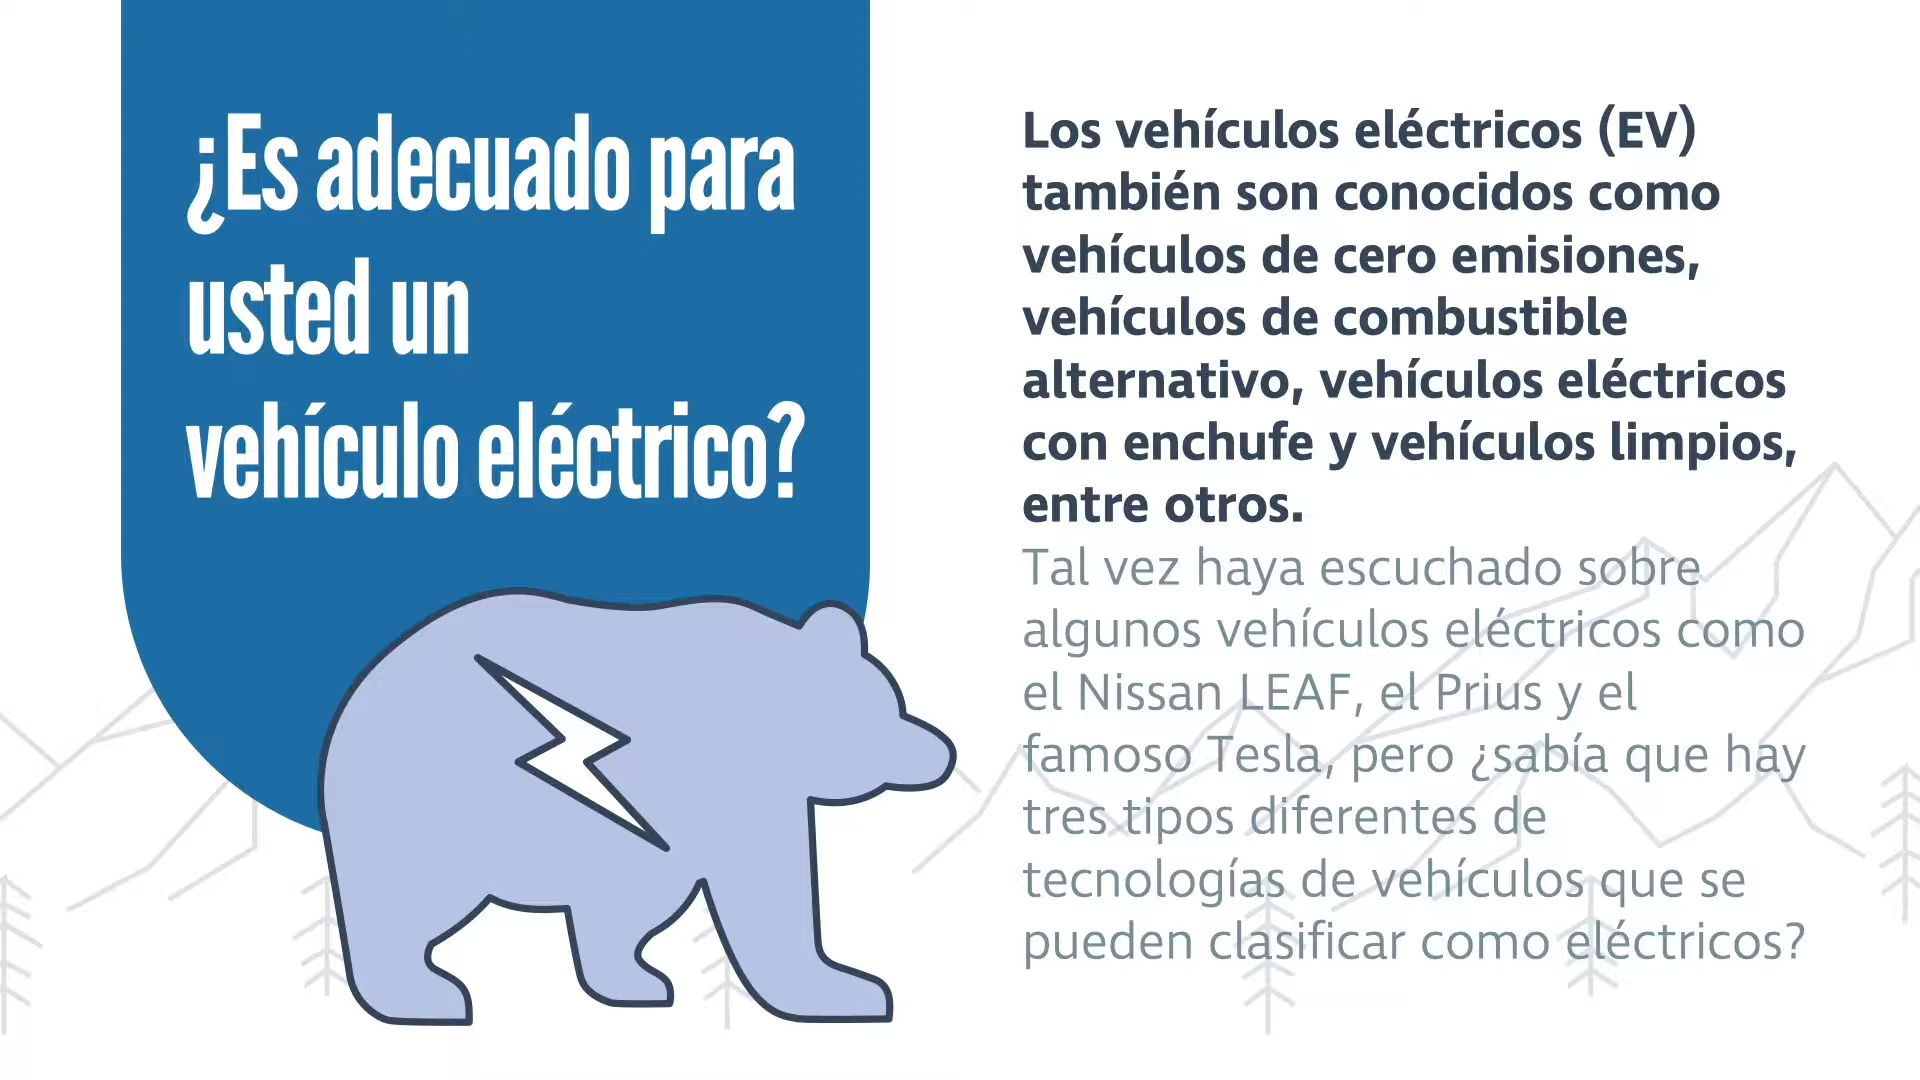 ¿Es adecuado para
usted un
vehículo eléctrico?
Los vehículos eléctricos (EV)
también son conocidos como
vehículos de cero emisiones,
vehículos de combustible
alternativo, vehículos eléctricos
con enchufe y vehículos limpios,
entre otros.
Tal vez haya escuchado sobre
algunos vehículos eléctricos como
el Nissan LEAF, el Prius y el
famoso Tesla, pero ¿sabía que hay
tres tipos diferentes de
tecnologías de vehículos que se
pueden clasificar como eléctricos?